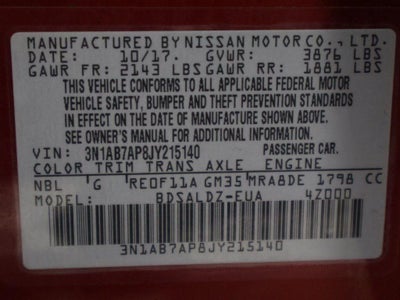 MANUFACTURED BY NISSAN MOTOR CO., LTD.
DATE: 10/17. GVWR: 3876 LBS
GAWR FR: 2143 LBS GAWR RR: 1881 LBS
THIS VEHICLE CONFORMS TO ALL APPLICABLE FEDERAL MOTOR
VEHICLE SAFETY, BUMPER AND THEFT PREVENTION STANDARDS
IN EFFECT ON THE DATE OF MANUFACTURE SHOWN ABOVE.
SEE OWNER'S MANUAL FOR ADDITIONAL INFORMATION.
VIN: 3N1AB7AP8JY215140 PASSENGER CAR.
COLOR TRIM TRANS AXLE ENGINE
NBL G RE0F11A GM35 MRA8DE 1798 CC
MODEL: BDSALDZ-EUA 4Z000
3N1AB7AP8JY215140